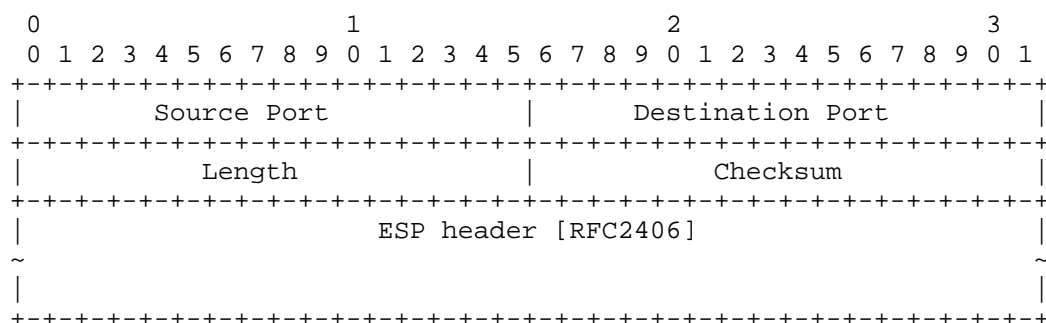 0                   1                   2                   3
 0 1 2 3 4 5 6 7 8 9 0 1 2 3 4 5 6 7 8 9 0 1 2 3 4 5 6 7 8 9 0 1
+-+-+-+-+-+-+-+-+-+-+-+-+-+-+-+-+-+-+-+-+-+-+-+-+-+-+-+-+-+-+-+-+
|        Source Port            |      Destination Port         |
+-+-+-+-+-+-+-+-+-+-+-+-+-+-+-+-+-+-+-+-+-+-+-+-+-+-+-+-+-+-+-+-+
|           Length              |           Checksum            |
+-+-+-+-+-+-+-+-+-+-+-+-+-+-+-+-+-+-+-+-+-+-+-+-+-+-+-+-+-+-+-+-+
|                      ESP header [RFC2406]                     |
~                                                               ~
|                                                               |
+-+-+-+-+-+-+-+-+-+-+-+-+-+-+-+-+-+-+-+-+-+-+-+-+-+-+-+-+-+-+-+-+